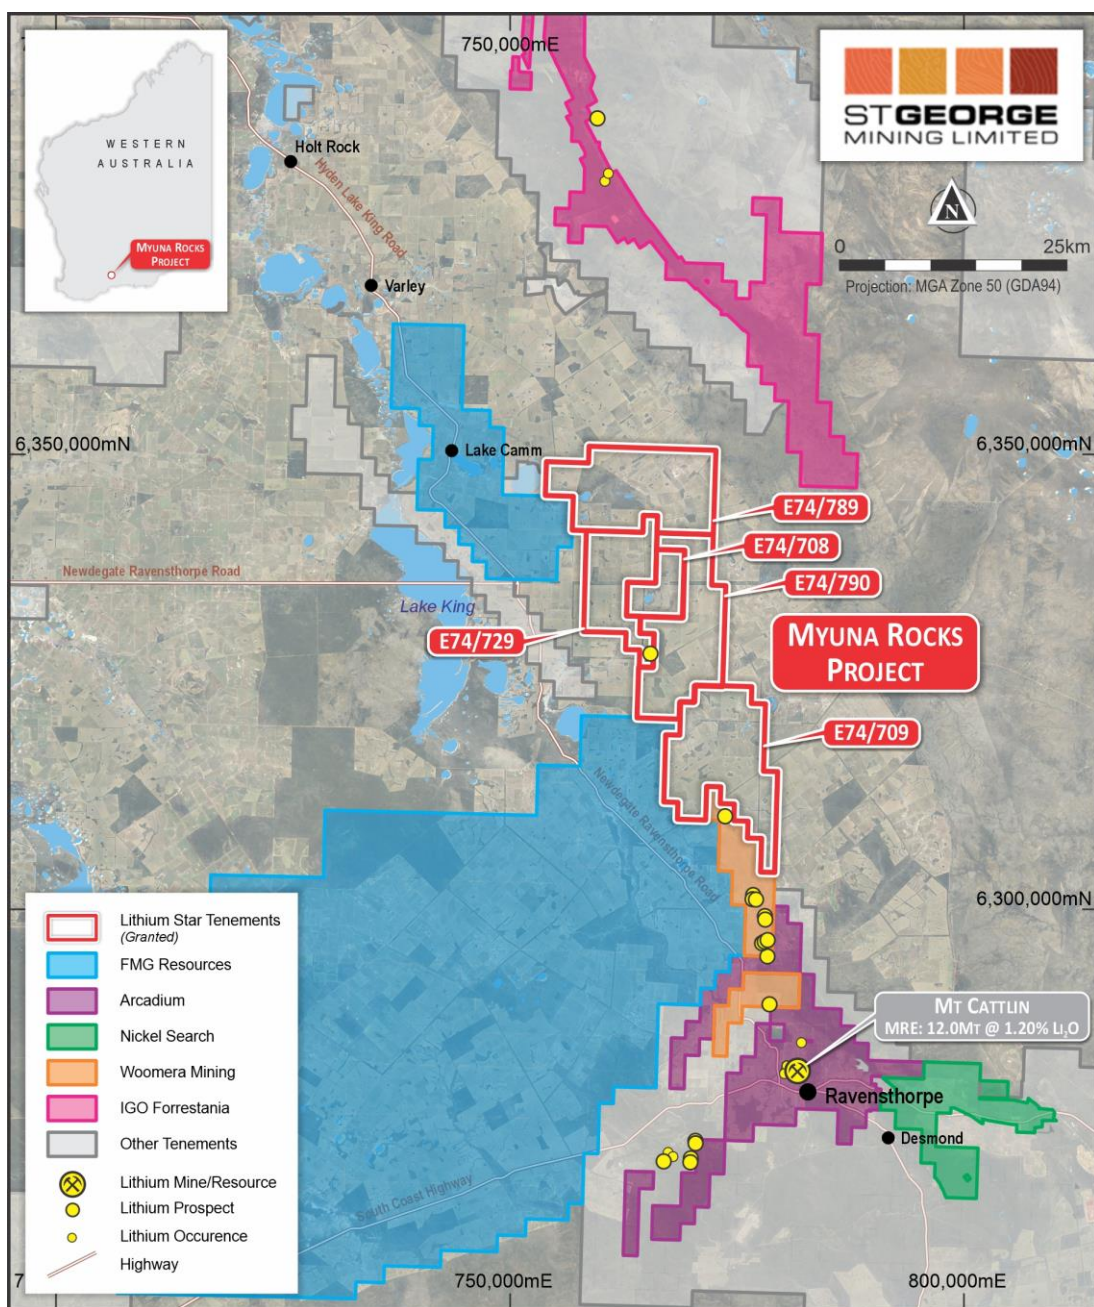 750,000mE
WESTERN
AUSTRALIA
MYUNA ROCKS
PROJECT
STGEORGE
MINING LIMITED
N
0 25km
Projection: MGA Zone 50 (GDA94)
Holt Rock
Hyden Lake King Road
Varley
6,350,000mN
Lake Camm
6,350,000mN
E74/789
E74/708
Newdegate Ravensthorpe Road
E74/790
Lake King
E74/729
MYUNA ROCKS
PROJECT
E74/709
Newdegate Ravensthorpe Road
6,300,000mN
MT CATTLIN
MRE: 12.0MT @ 1.20% Li₂O
Ravensthorpe
Desmond
South Coast Highway
Lithium Star Tenements
(Granted)
FMG Resources
Arcadium
Nickel Search
Woomera Mining
IGO Forrestania
Other Tenements
Lithium Mine/Resource
Lithium Prospect
Lithium Occurence
Highway
750,000mE
800,000mE